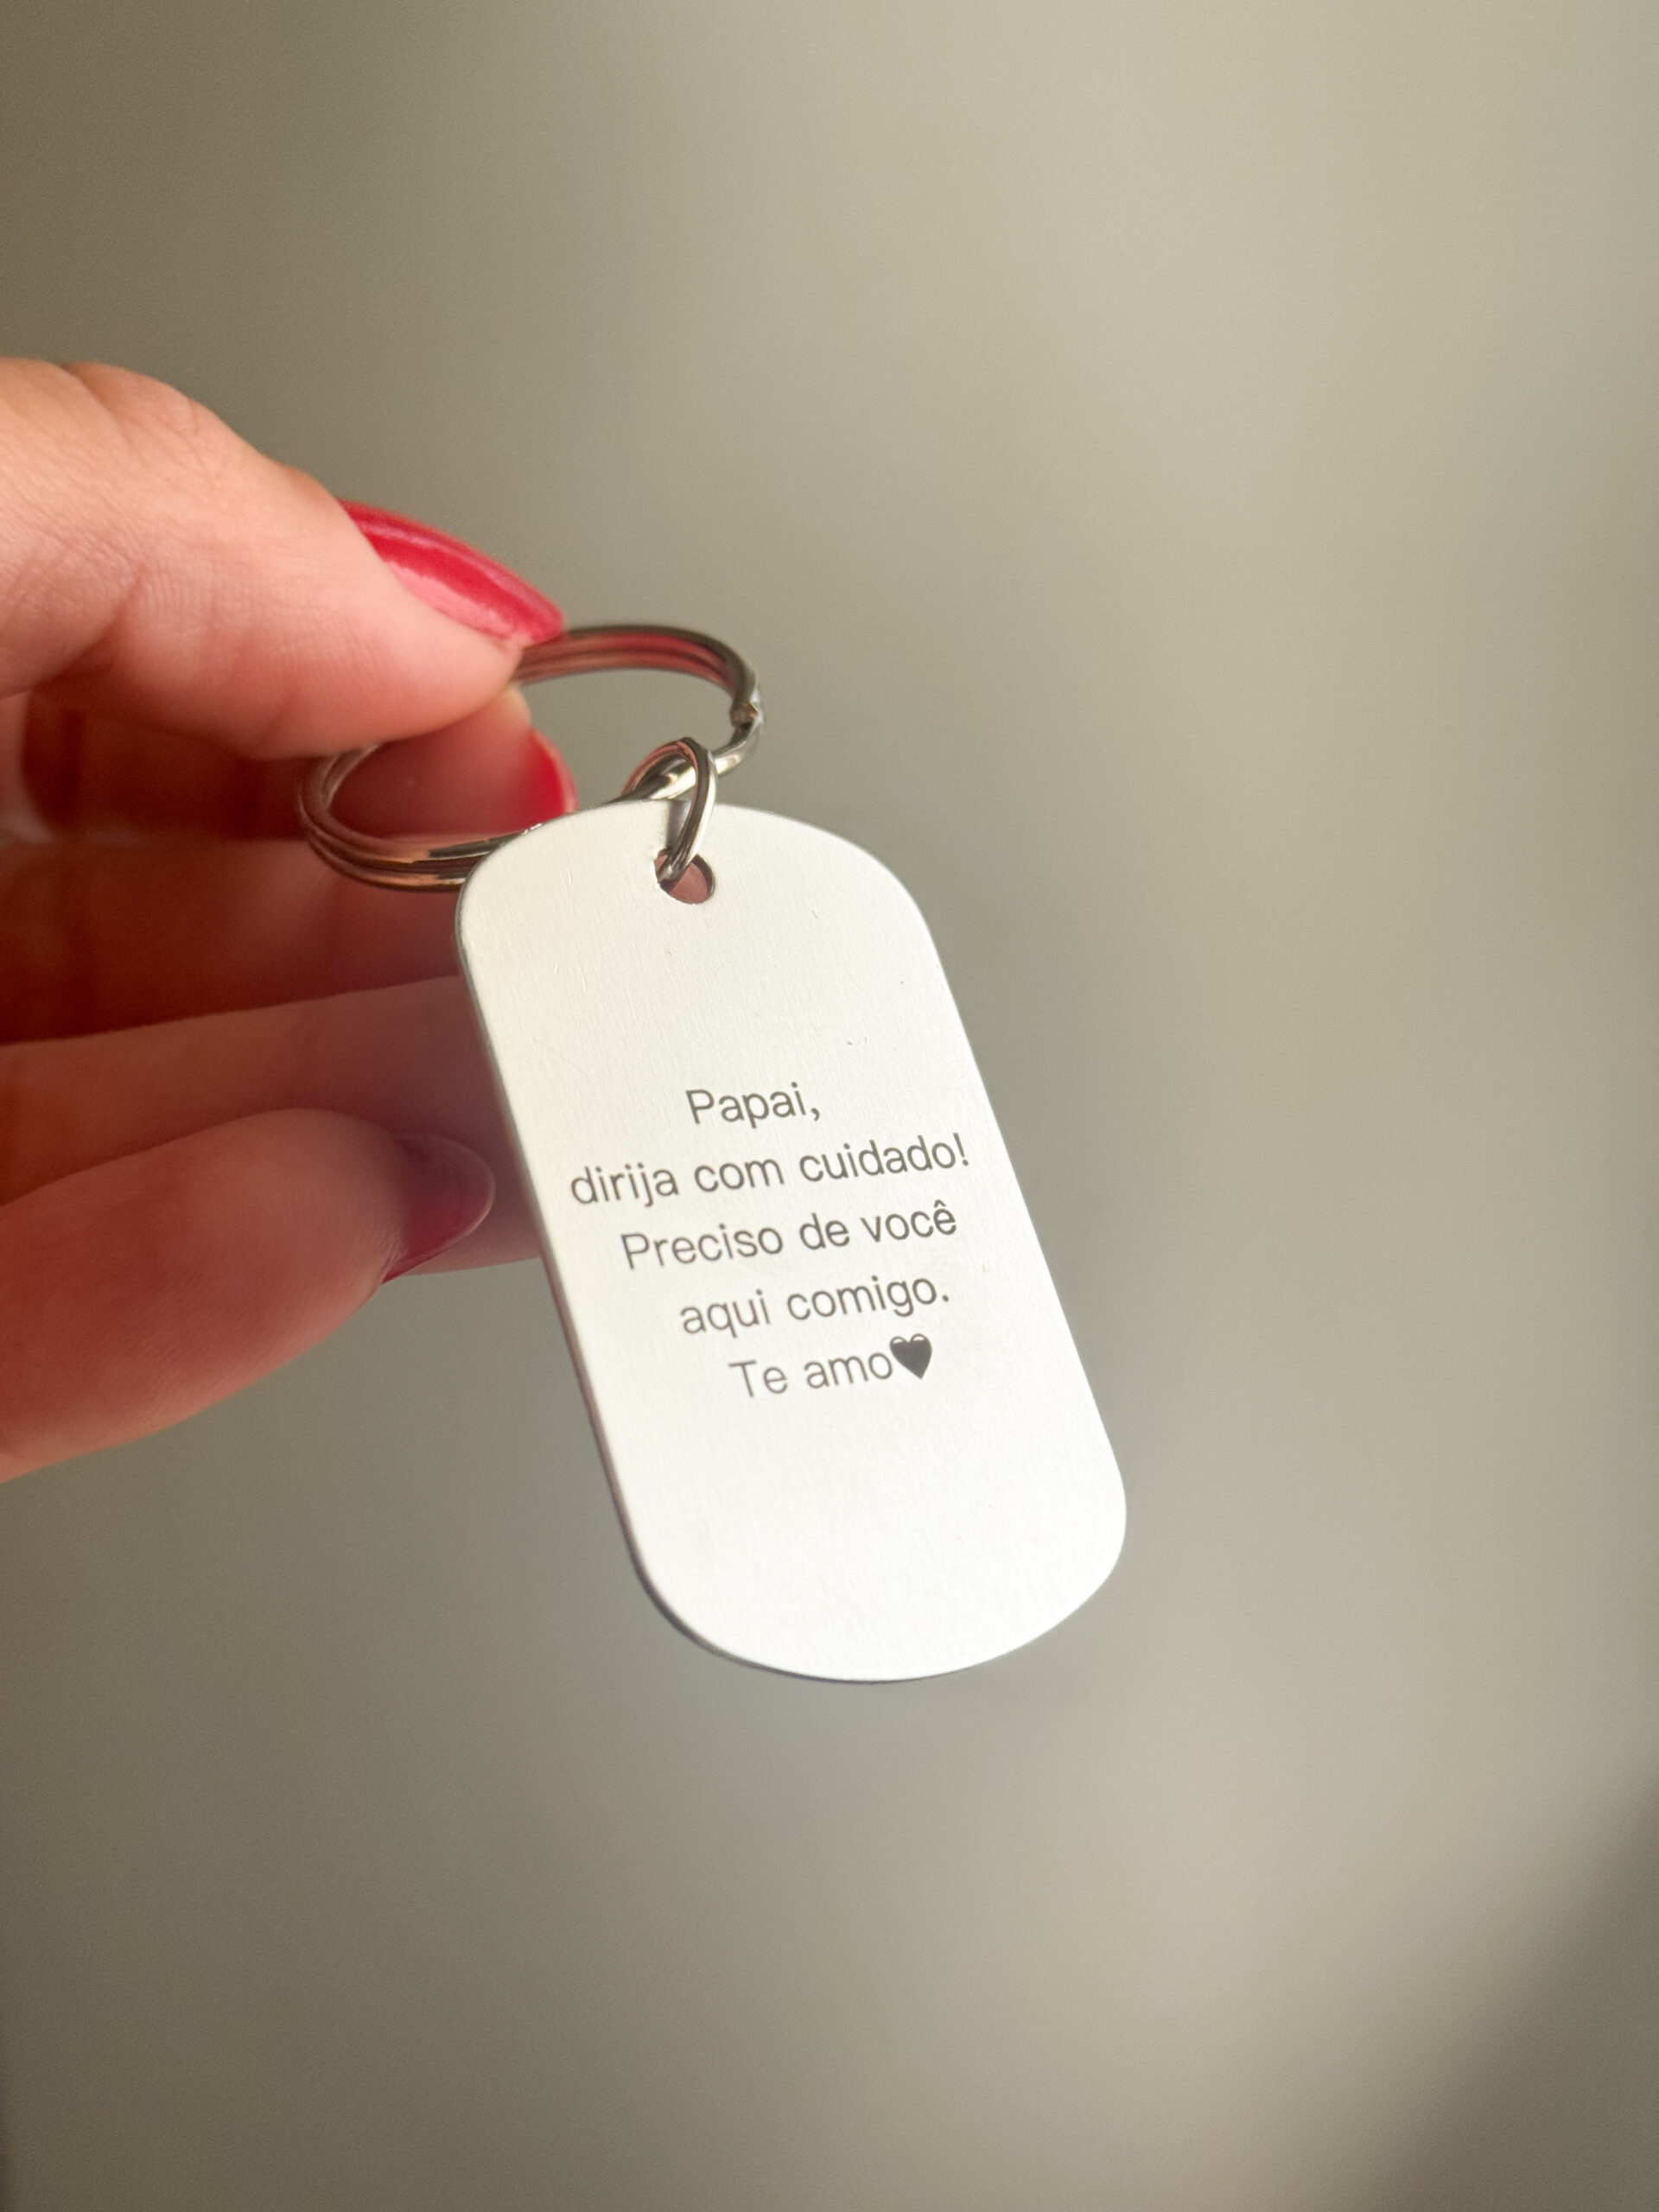 Papai,
dirija com cuidado!
Preciso de você
aqui comigo.
Te amo♥